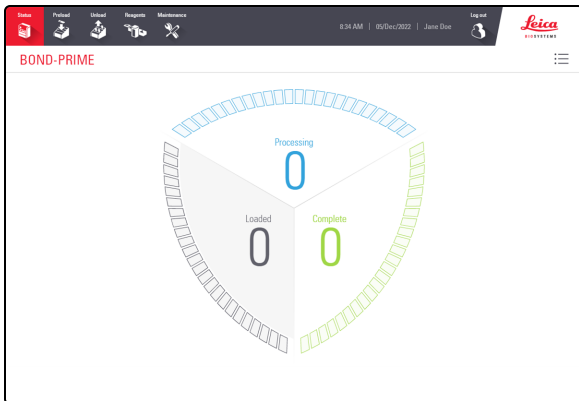 Status Preload Unload Reagents Maintenance
8:34 AM | 05/Dec/2022 | Jane Doe
Log out
Leica
BIOSYSTEMS
BOND-PRIME
Processing
0
Loaded
0
Complete
0